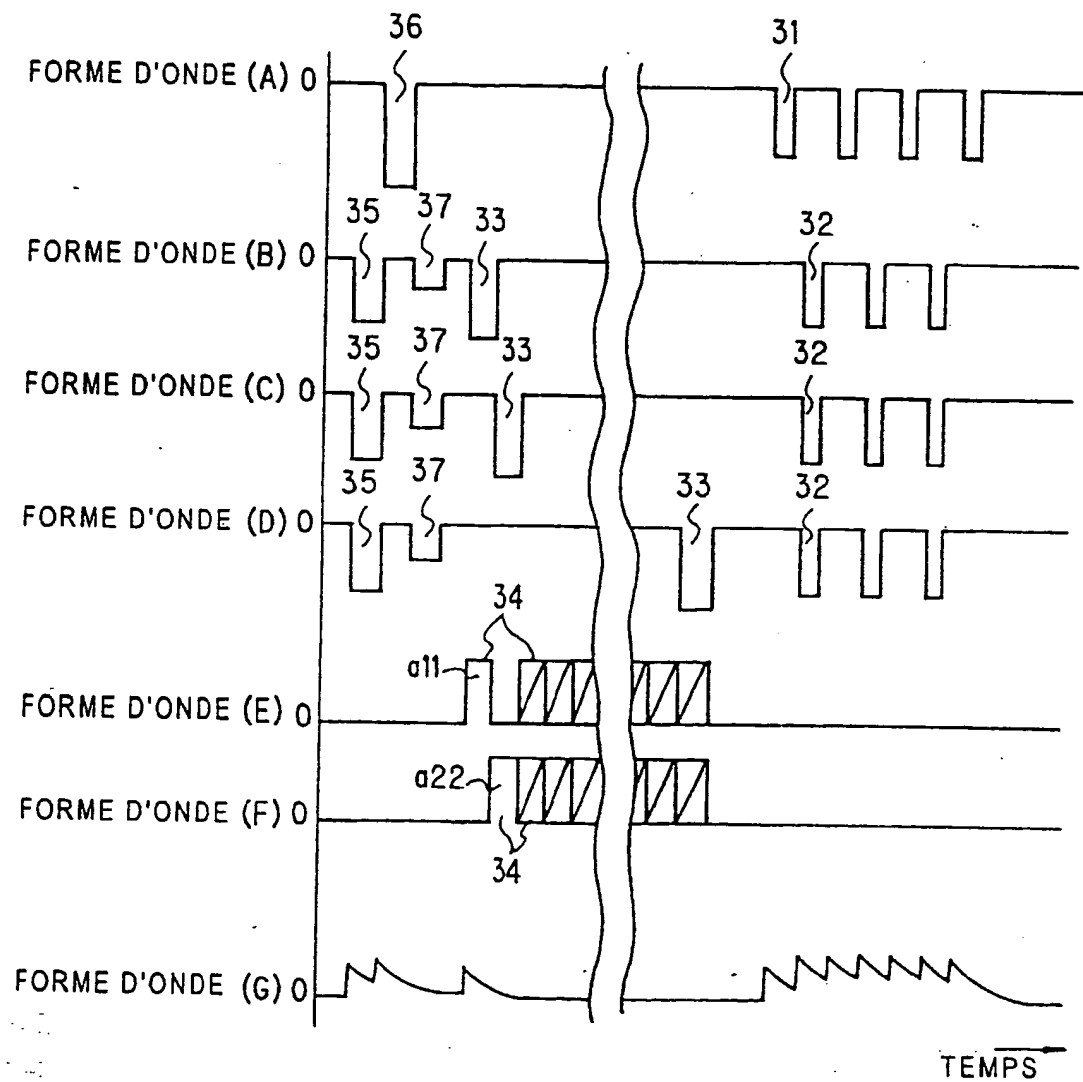 36
31
FORME D'ONDE (A) 0
35
37
33
32
FORME D'ONDE (B) 0
35
37
33
32
FORME D'ONDE (C) 0
35
37
33
32
FORME D'ONDE (D) 0
34
a11
FORME D'ONDE (E) 0
a22
FORME D'ONDE (F) 0
34
FORME D'ONDE (G) 0
TEMPS